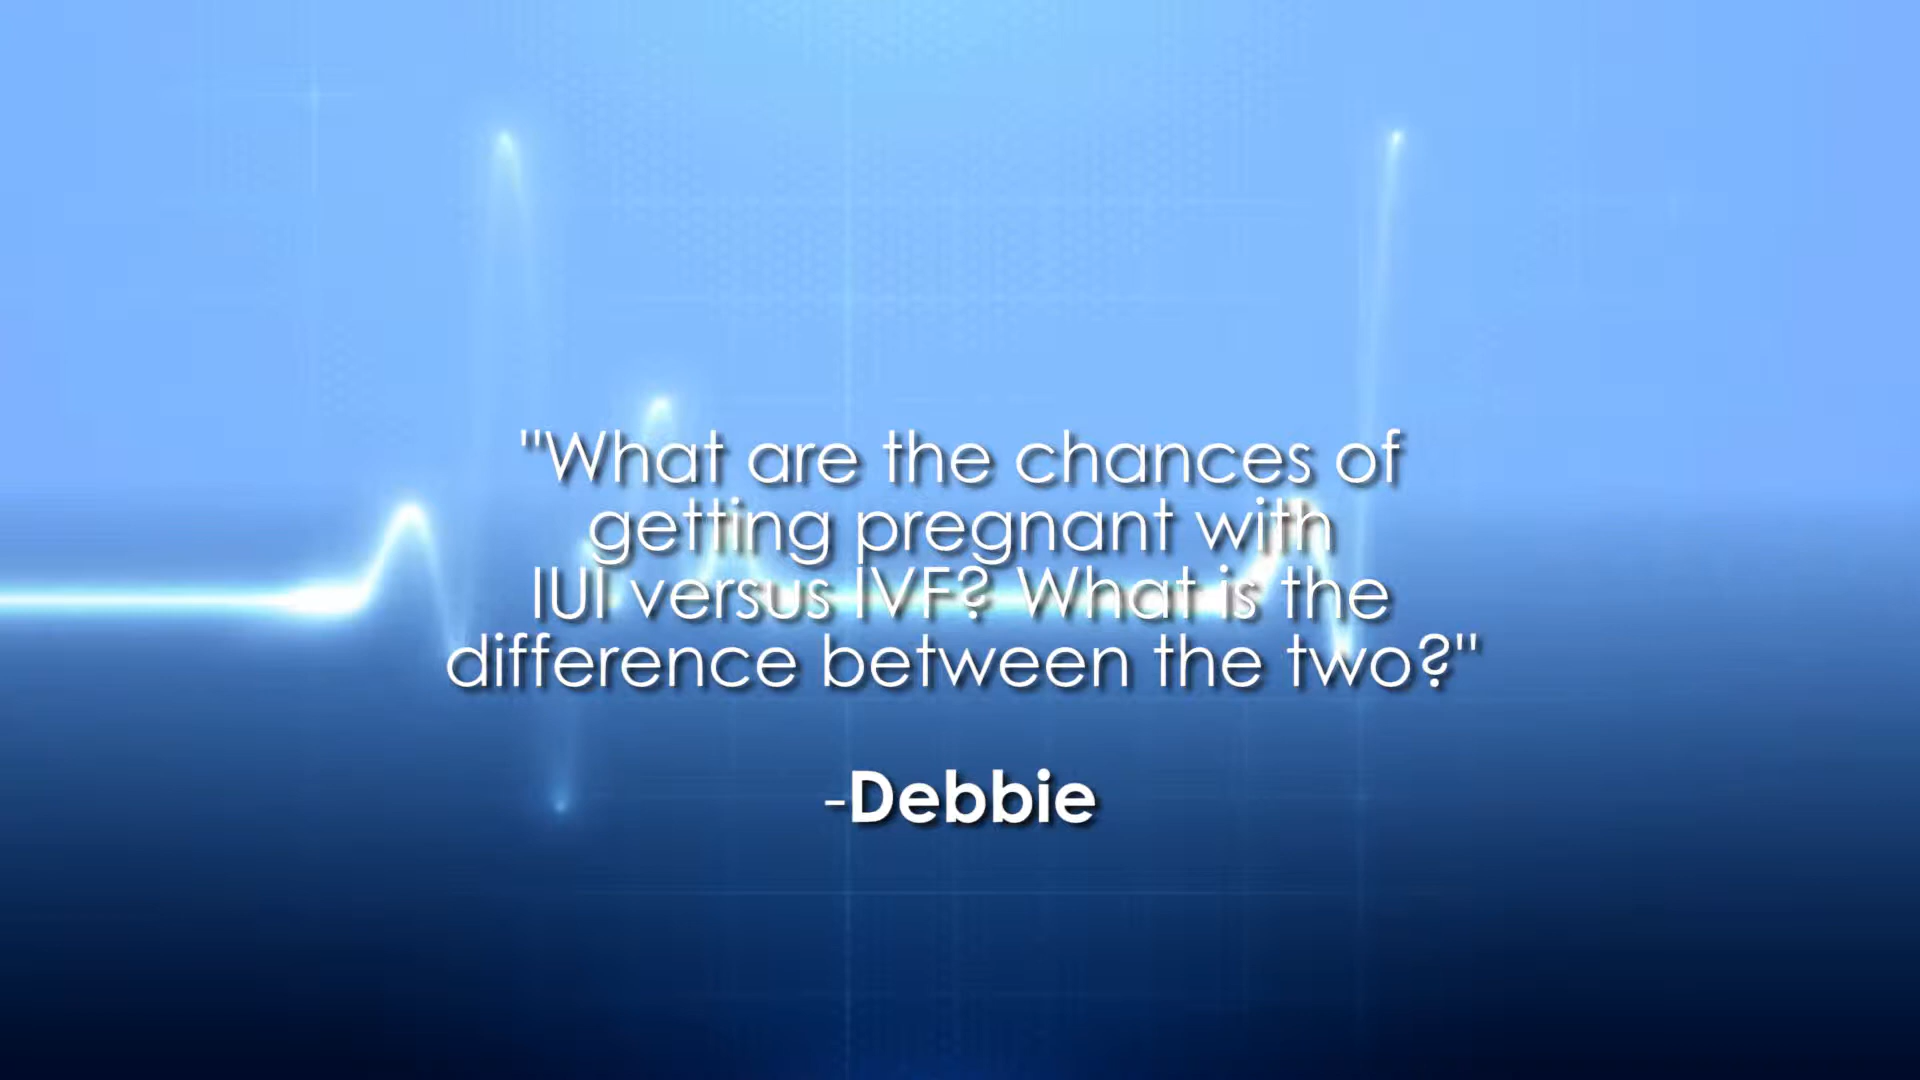 "What are the chances of
getting pregnant with
IUI versus IVF? What is the
difference between the two?"
-Debbie